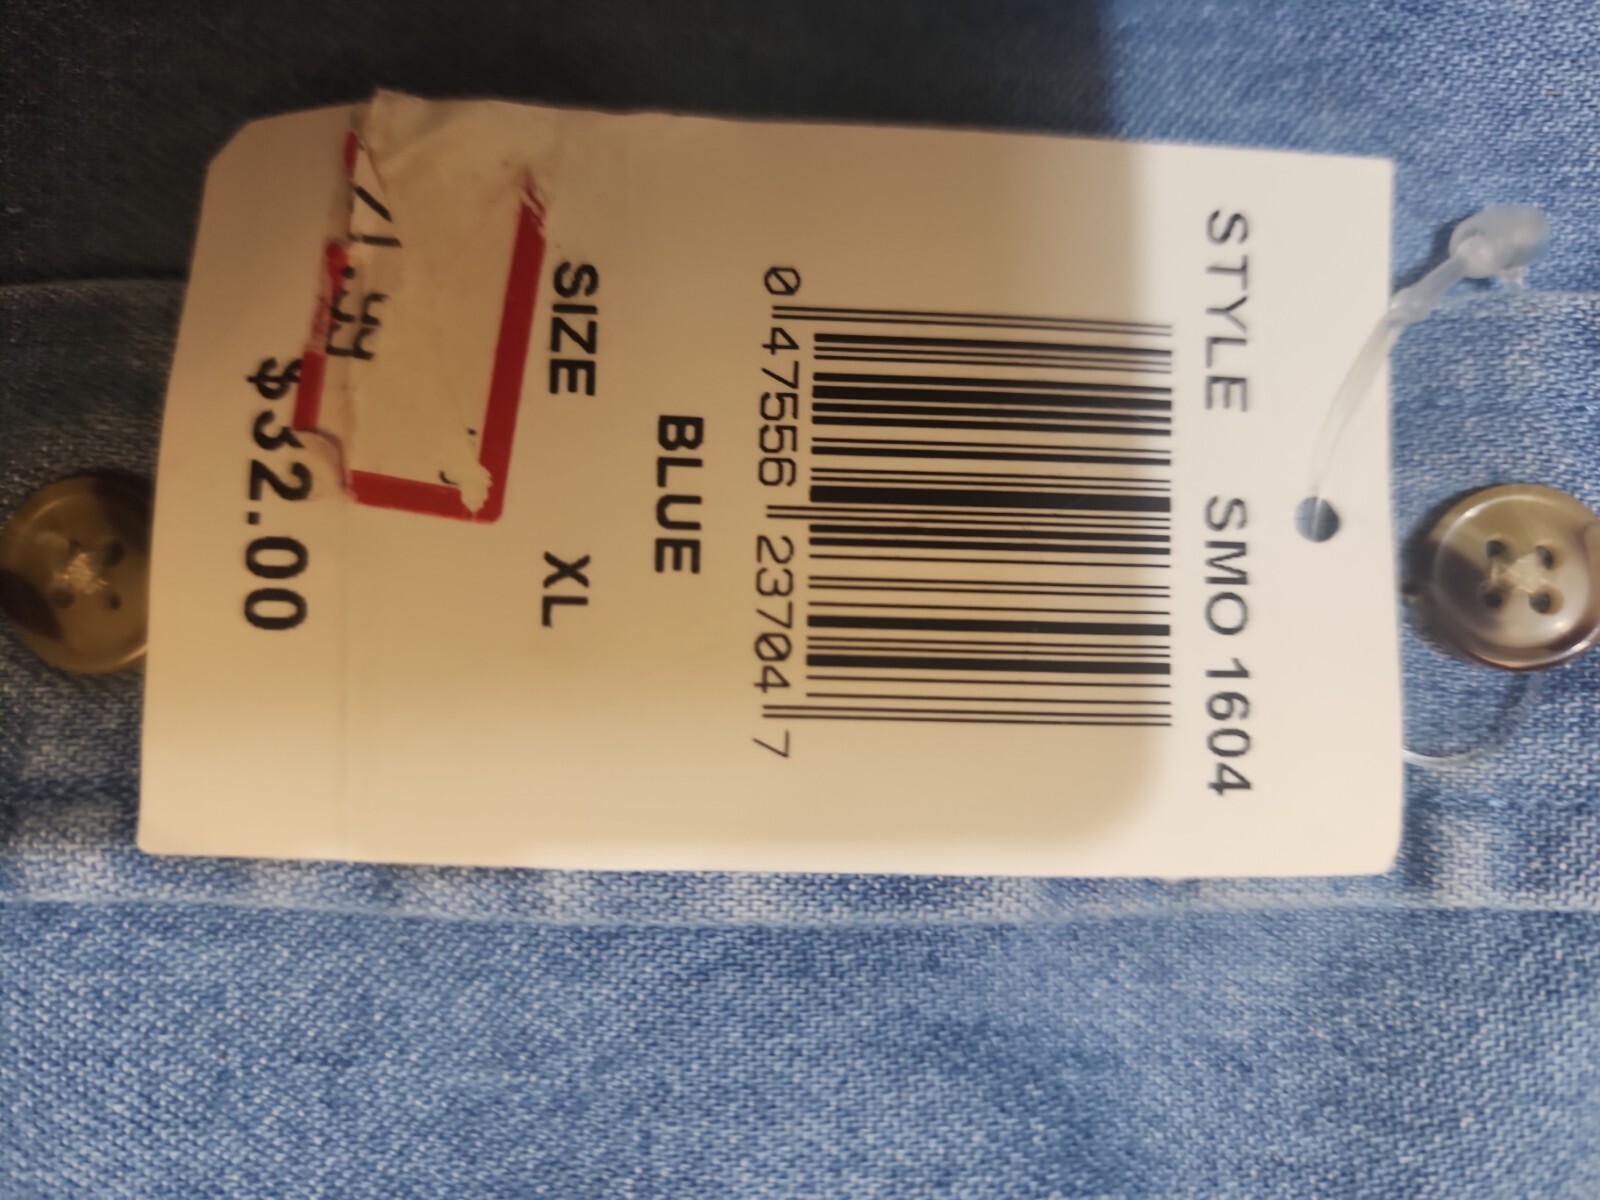 STYLE SMO 1604
0 47556 23704 7
BLUE
SIZE XL
$32.00